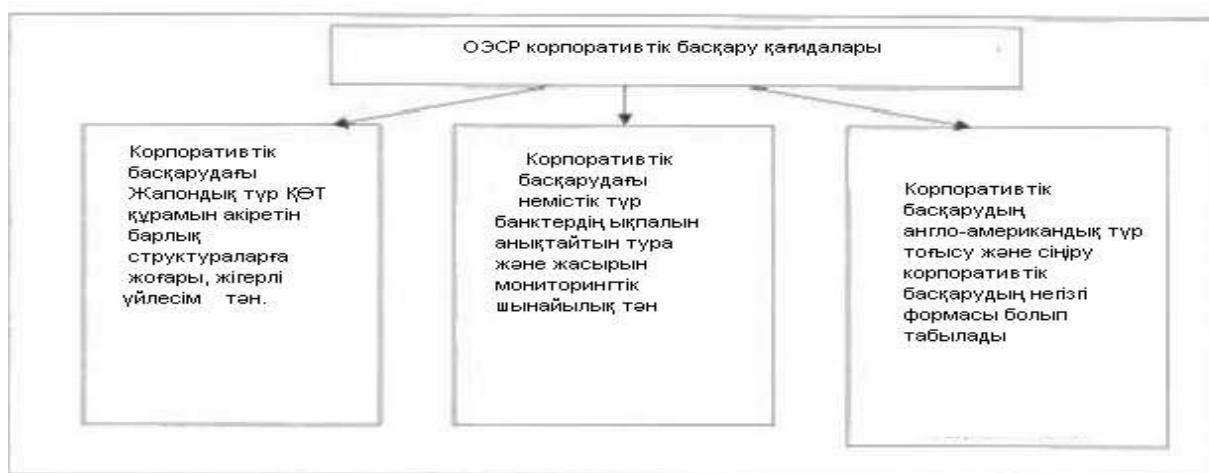 ОЭСР корпоративтік басқару қағидалары
Корпоративтік
басқарудағы
Жапондық түр ҚӨТ
құрамын акіретін
барлық
структураларға
жоғары, жігерлі
үйлесім тән.
Корпоративтік
басқарудағы
немістік түр
банктердің ықпалын
анықтайтын тура
және жасырын
мониторингтік
шынайылық тән
Корпоративтік
басқарудың
англо-американдық түр
тоғысу және сіңіру
корпоративтік
басқарудың негізгі
формасы болып
табылады